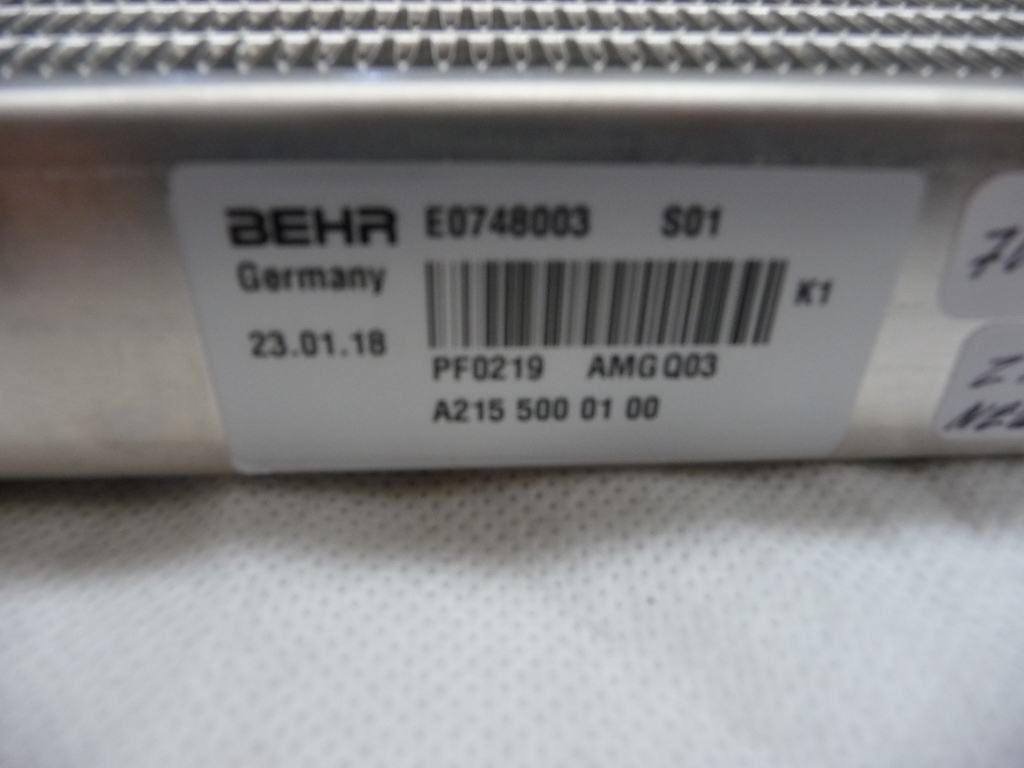 BEHR E0748003 S01
Germany
K1
23.01.18
PF0219 AMG Q03
A215 500 01 00